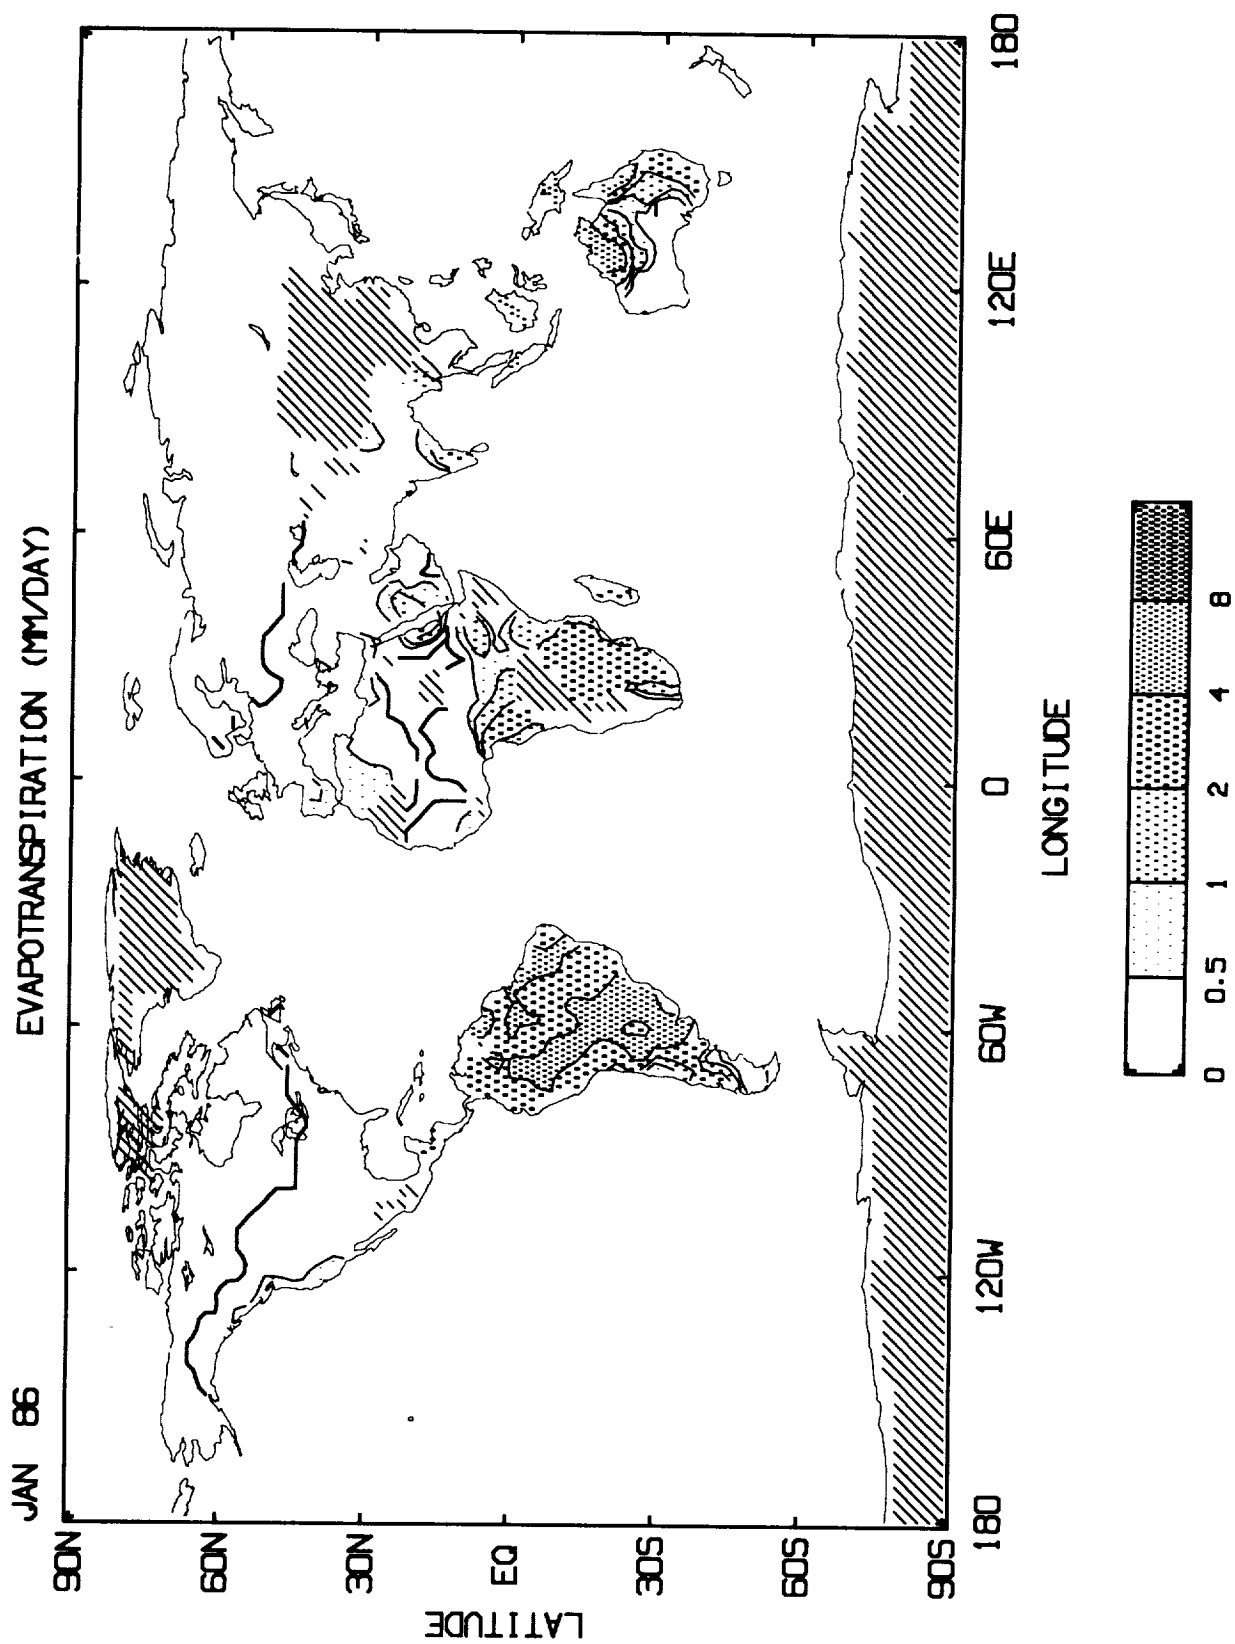 JAN 86
EVAPOTRANSPIRATION (MM/DAY)
90N
60N
30N
EQ
30S
60S
90S
LATITUDE
180 120W 60W 0 60E 120E 180
LONGITUDE
0 0.5 1 2 4 8